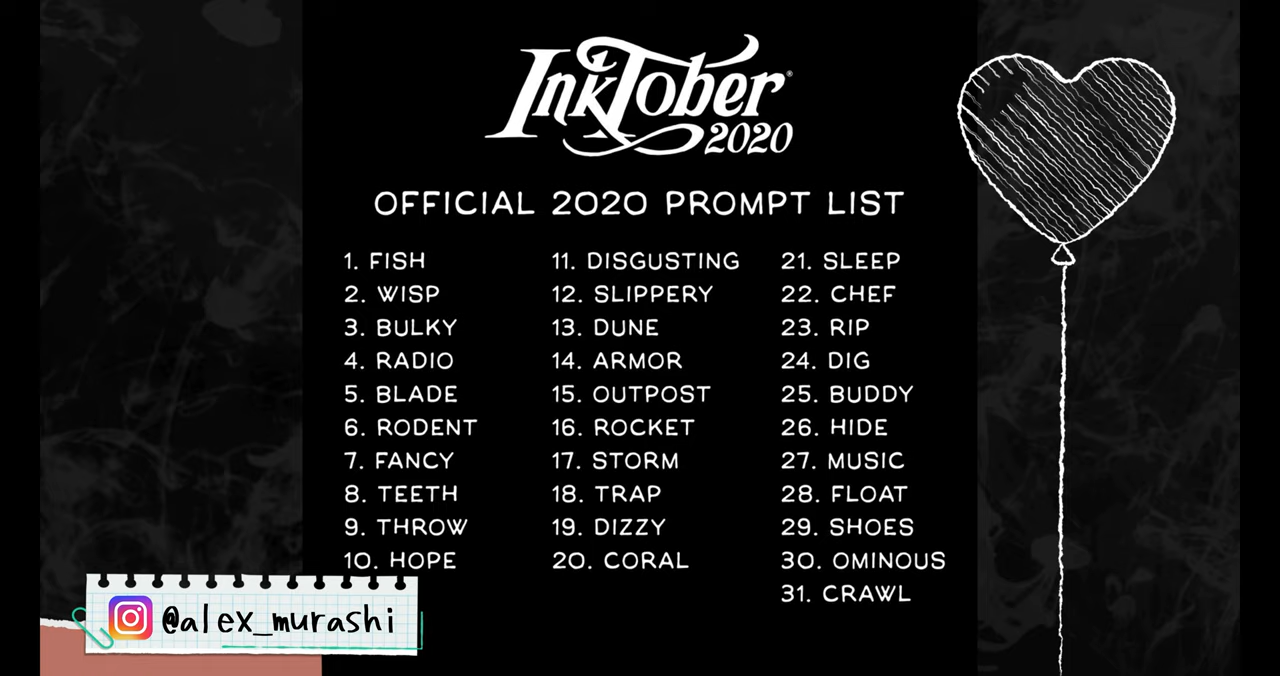 InkTober®
2020
OFFICIAL 2020 PROMPT LIST
1. FISH
2. WISP
3. BULKY
4. RADIO
5. BLADE
6. RODENT
7. FANCY
8. TEETH
9. THROW
10. HOPE
11. DISGUSTING
12. SLIPPERY
13. DUNE
14. ARMOR
15. OUTPOST
16. ROCKET
17. STORM
18. TRAP
19. DIZZY
20. CORAL
21. SLEEP
22. CHEF
23. RIP
24. DIG
25. BUDDY
26. HIDE
27. MUSIC
28. FLOAT
29. SHOES
30. OMINOUS
31. CRAWL
@alex_murashi